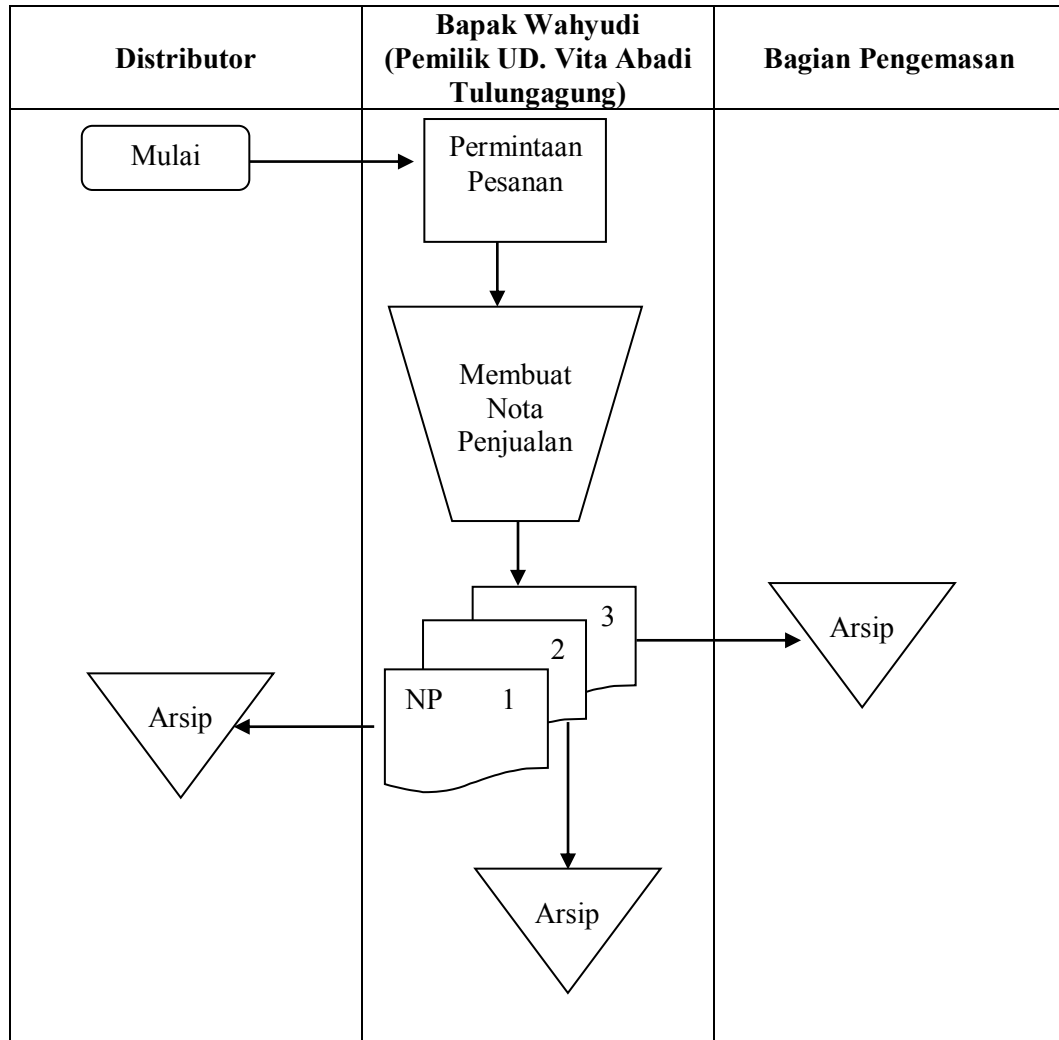 Distributor
Bapak Wahyudi
(Pemilik UD. Vita Abadi
Tulungagung)
Bagian Pengemasan
Mulai
Permintaan
Pesanan
Membuat
Nota
Penjualan
3
2
NP 1
Arsip
Arsip
Arsip